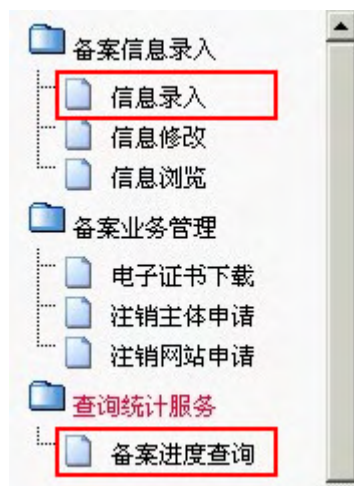 备案信息录入
信息录入
信息修改
信息浏览
备案业务管理
电子证书下载
注销主体申请
注销网站申请
查询统计服务
备案进度查询